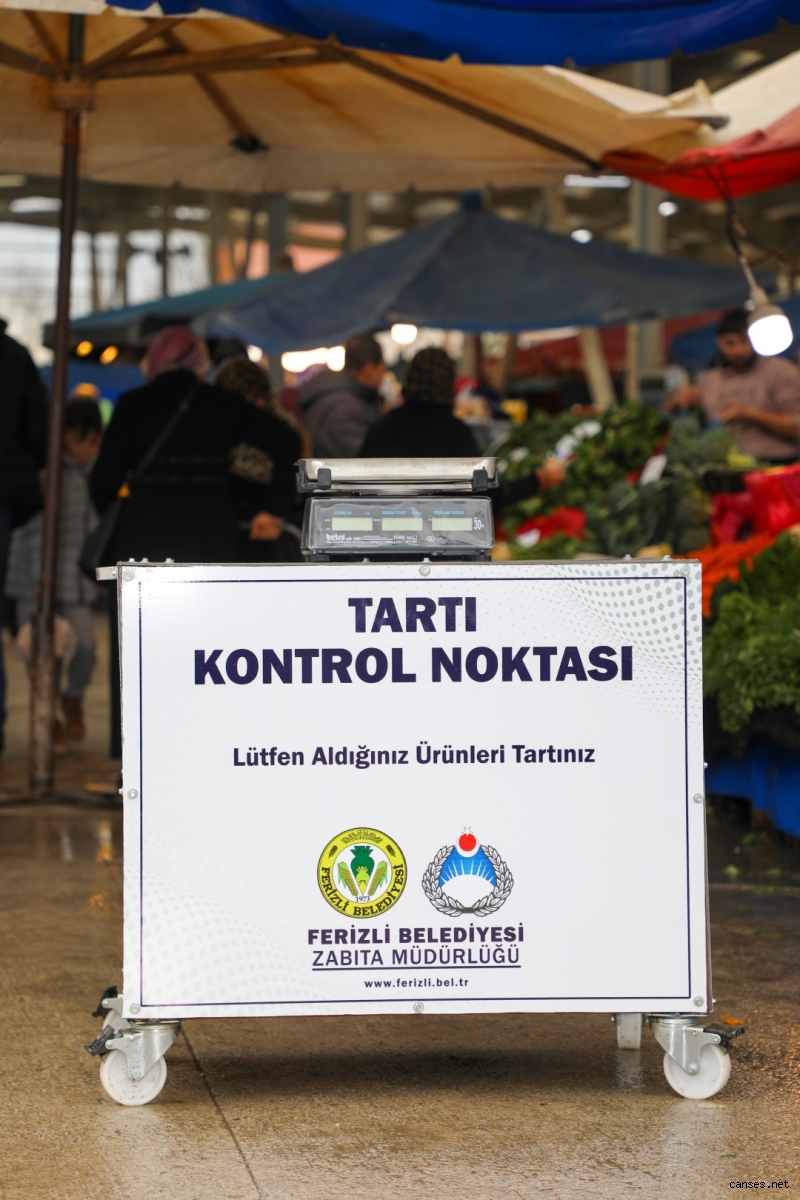 30
TARTI
KONTROL NOKTASI
Lütfen Aldığınız Ürünleri Tartınız
FERİZLİ BELEDİYESİ
1973
FERİZLİ BELEDİYESİ
ZABITA MÜDÜRLÜĞÜ
www.ferizli.bel.tr
canses.net